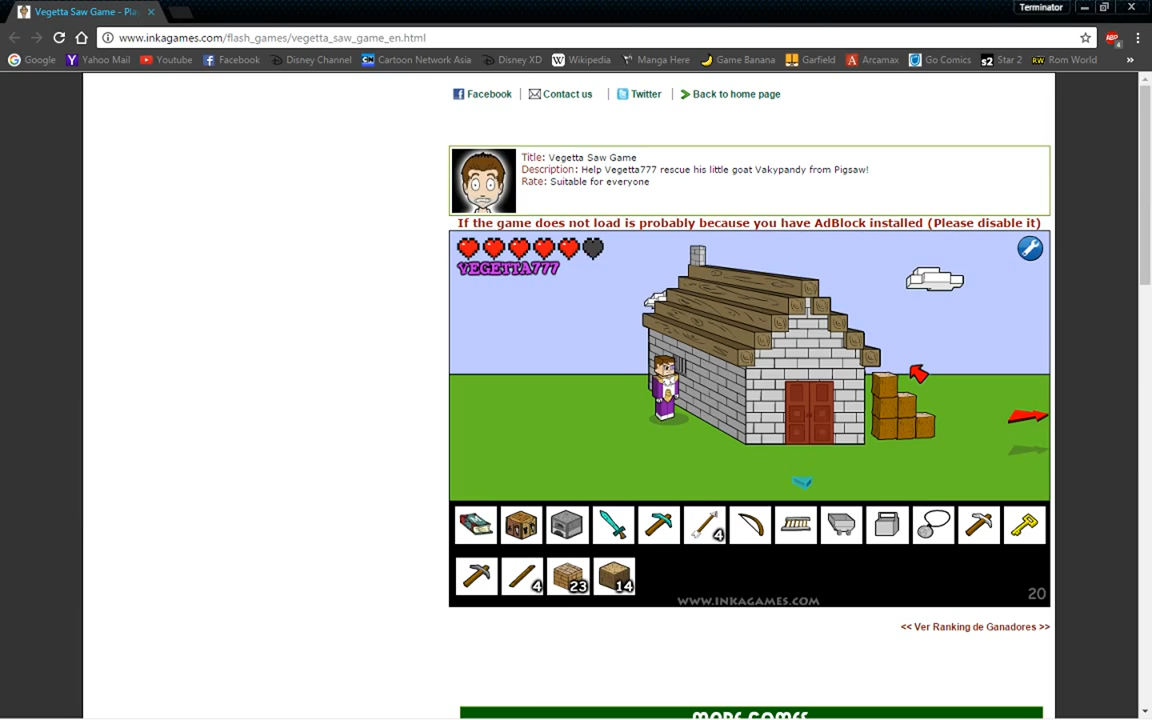 Vegetta Saw Game - Pla
Terminator
www.inkagames.com/flash_games/vegetta_saw_game_en.html
ABP
4
Google Yahoo Mail Youtube Facebook Disney Channel Cartoon Network Asia Disney XD Wikipedia Manga Here Game Banana Garfield Arcamax Go Comics Star 2 Rom World »
Facebook | Contact us | Twitter | Back to home page
Title: Vegetta Saw Game
Description: Help Vegetta777 rescue his little goat Vakypandy from Pigsaw!
Rate: Suitable for everyone
If the game does not load is probably because you have AdBlock installed (Please disable it)
VEGETTA777
4
4 23 14
WWW.INKAGAMES.COM
20
<< Ver Ranking de Ganadores >>
MORE GAMES